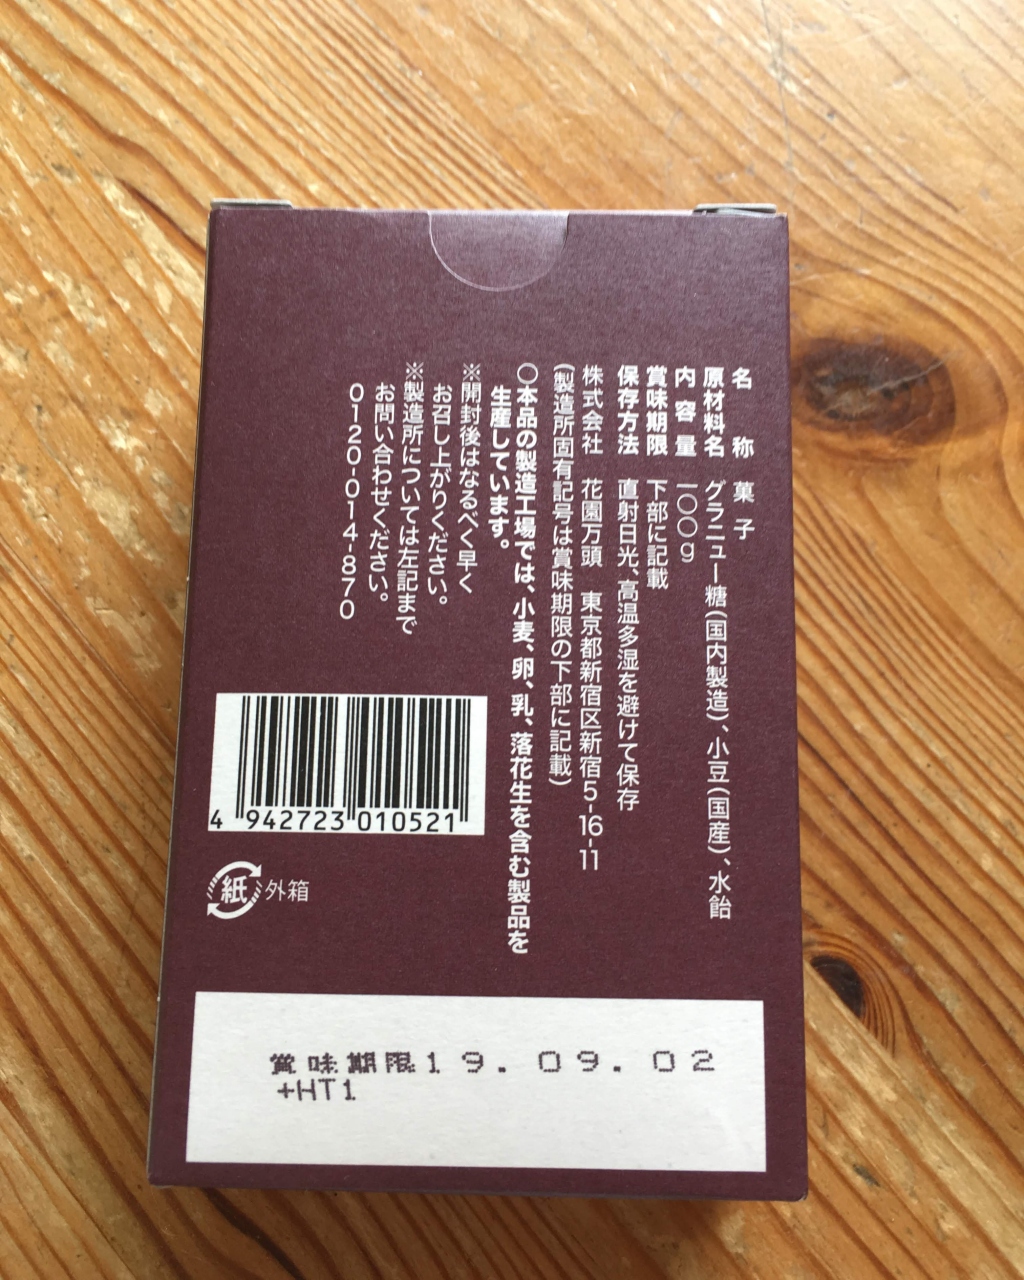 名称 菓子
原材料名 グラニュー糖(国内製造)、小豆(国産)、水飴
内容量 一〇〇g
賞味期限 下部に記載
保存方法 直射日光、高温多湿を避けて保存
株式会社 花園万頭 東京都新宿区新宿5-16-11
(製造所固有記号は賞味期限の下部に記載)
○本品の製造工場では、小麦、卵、乳、落花生を含む製品を
生産しています。
※開封後はなるべく早く
お召し上がりください。
※製造所については左記まで
お問い合わせください。
0120-014-870
4 942723 010521
紙 外箱
賞味期限19.09.02
+HT1